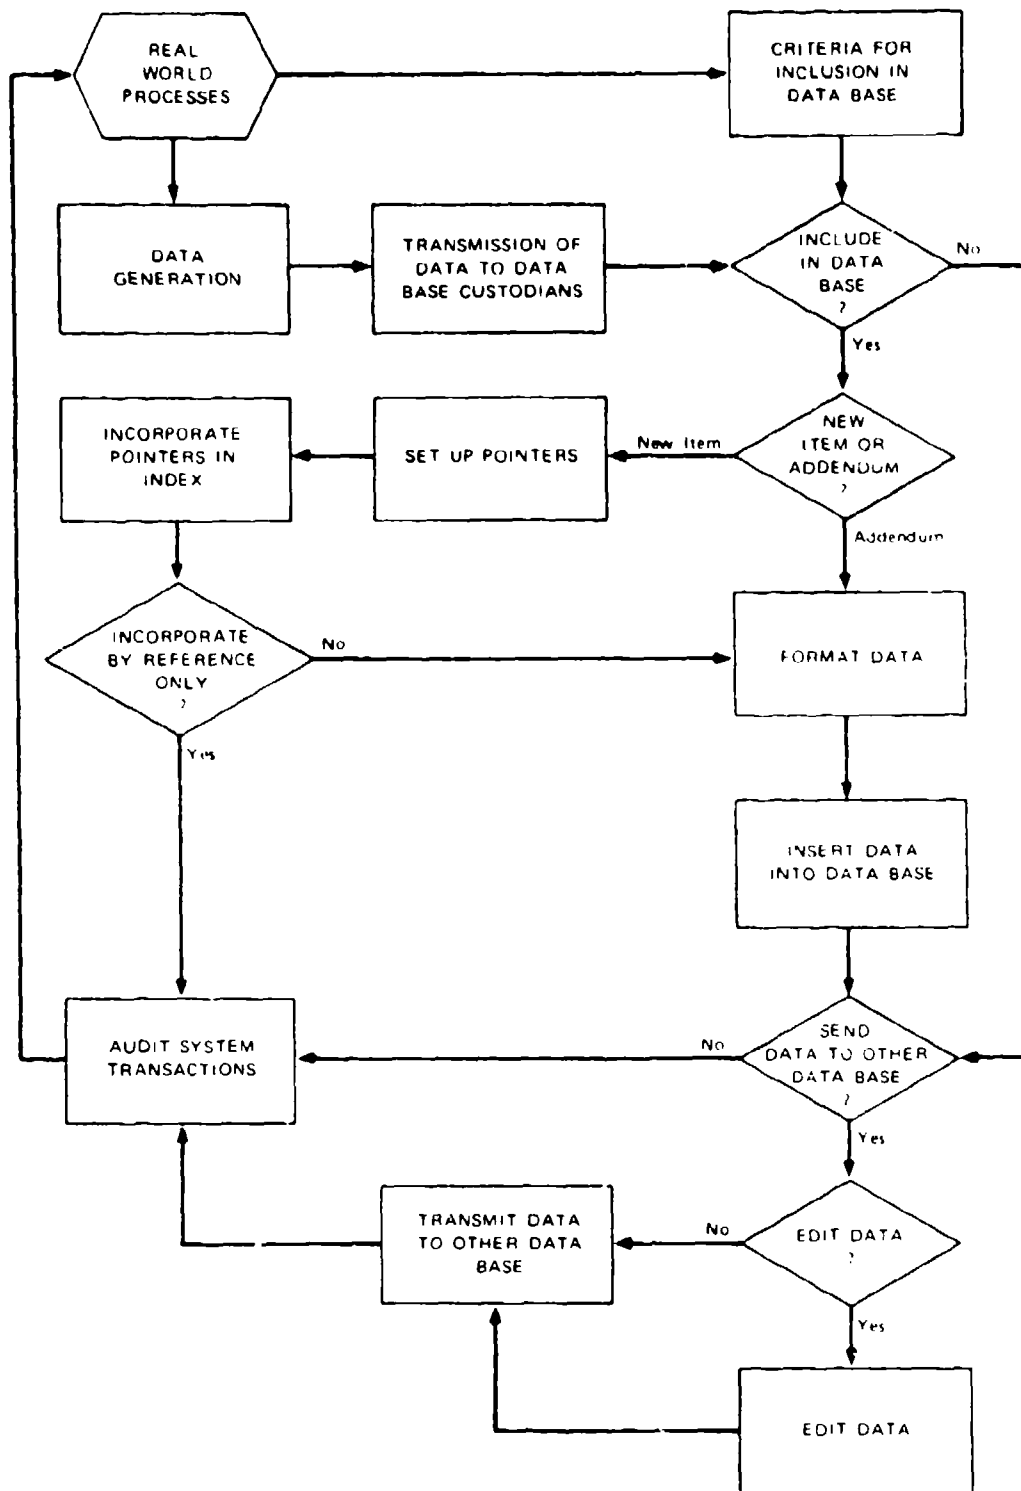 REAL
WORLD
PROCESSES
CRITERIA FOR
INCLUSION IN
DATA BASE
DATA
GENERATION
TRANSMISSION OF
DATA TO DATA
BASE CUSTODIANS
INCLUDE
IN DATA
BASE
?
No
Yes
INCORPORATE
POINTERS IN
INDEX
SET UP POINTERS
New Item
NEW
ITEM OR
ADDENDUM
?
Addendum
INCORPORATE
BY REFERENCE
ONLY
?
No
Yes
FORMAT DATA
INSERT DATA
INTO DATA BASE
AUDIT SYSTEM
TRANSACTIONS
No
SEND
DATA TO OTHER
DATA BASE
?
Yes
TRANSMIT DATA
TO OTHER DATA
BASE
No
EDIT DATA
?
Yes
EDIT DATA